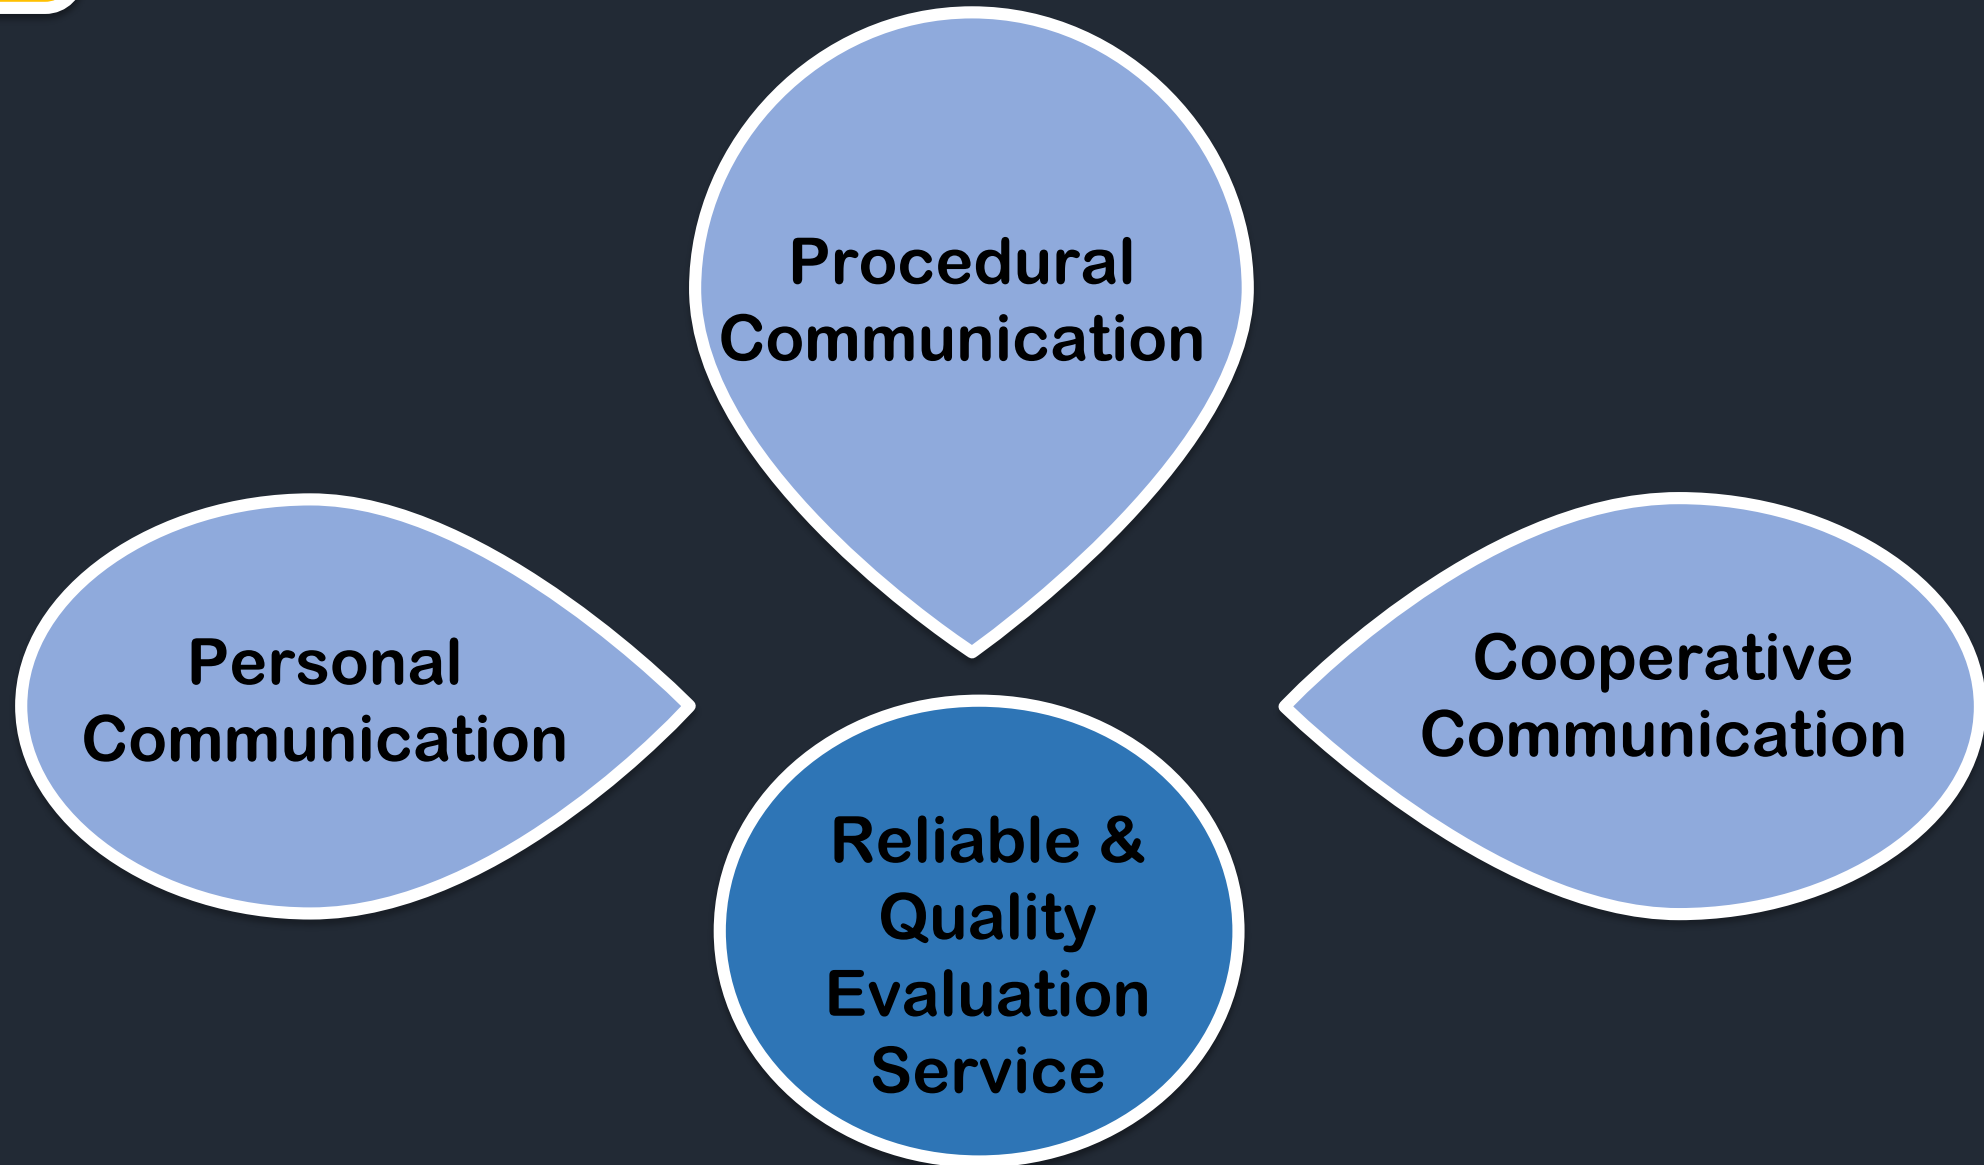 Procedural
Communication
Personal
Communication
Cooperative
Communication
Reliable &
Quality
Evaluation
Service